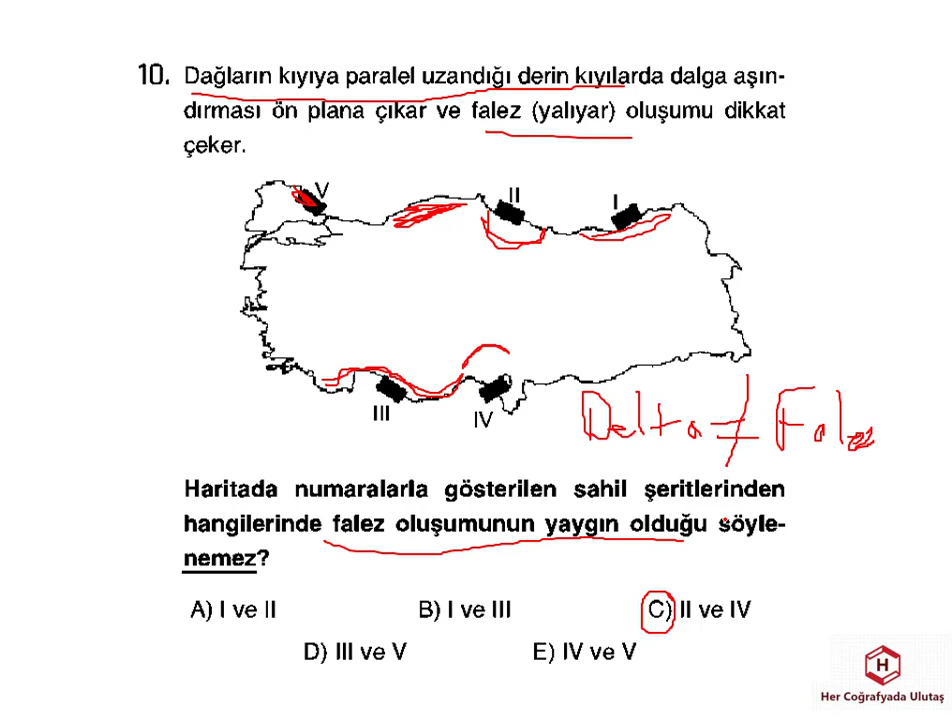 10. Dağların kıyıya paralel uzandığı derin kıyılarda dalga aşın-
dırması ön plana çıkar ve falez (yalıyar) oluşumu dikkat
çeker.
V
II
I
III
IV
Delta ≠ Falez
Haritada numaralarla gösterilen sahil şeritlerinden
hangilerinde falez oluşumunun yaygın olduğu söyle-
nemez?
A) I ve II B) I ve III C) II ve IV
D) III ve V E) IV ve V
H
Her Coğrafyada Ulutaş